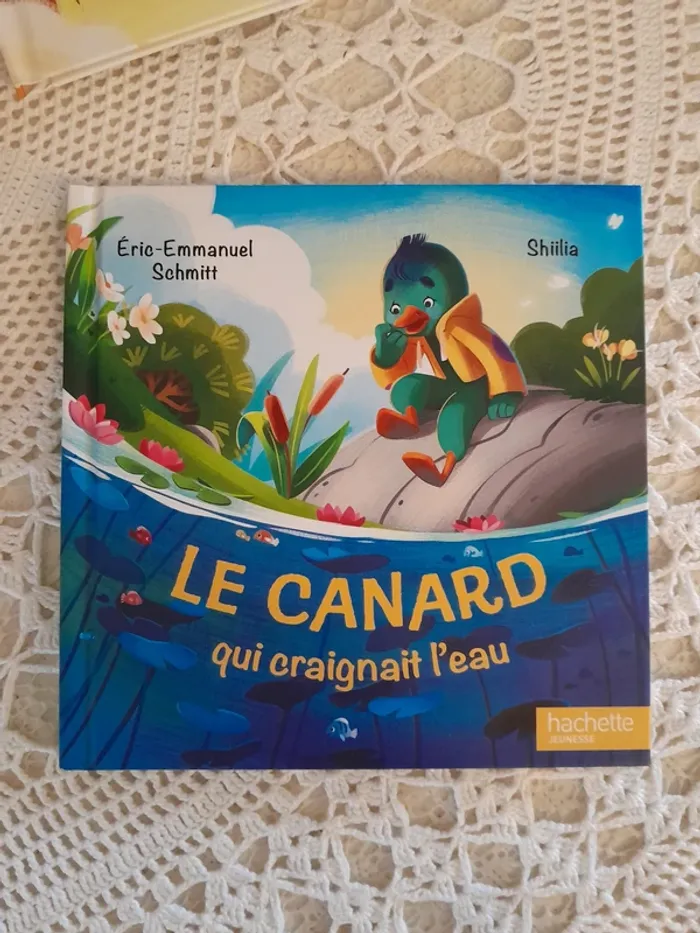 Éric-Emmanuel
Schmitt
Shiilia
LE CANARD
qui craignait l'eau
hachette
JEUNESSE